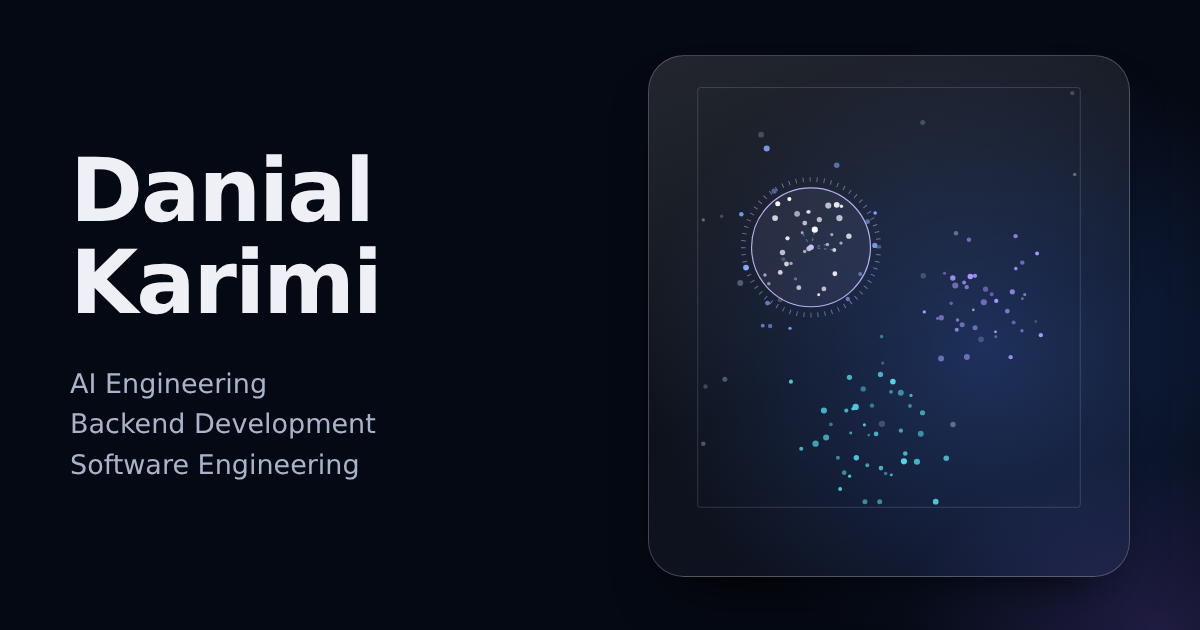 Danial
Karimi
AI Engineering
Backend Development
Software Engineering